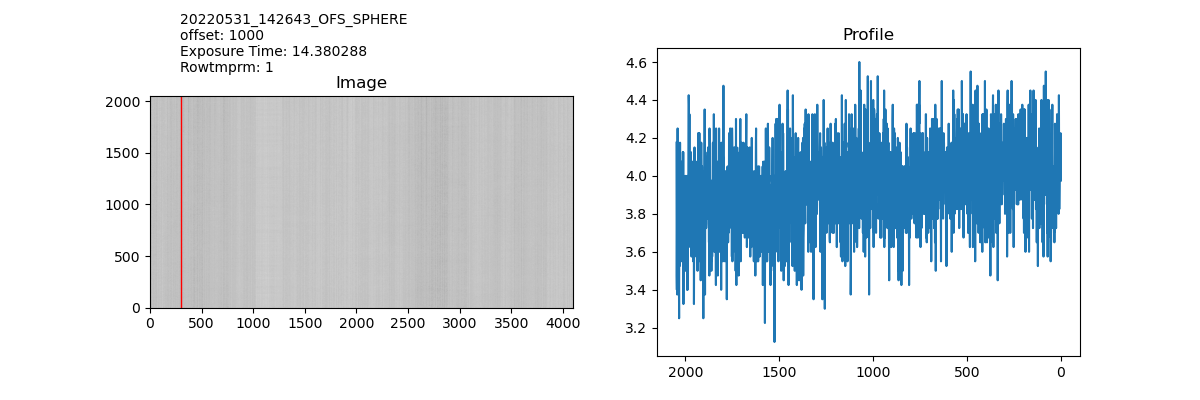 20220531_142643_OFS_SPHERE
offset: 1000
Exposure Time: 14.380288
Rowtmprm: 1
Image
2000
1500
1000
500
0
0 500 1000 1500 2000 2500 3000 3500 4000
Profile
4.6
4.4
4.2
4.0
3.8
3.6
3.4
3.2
2000 1500 1000 500 0